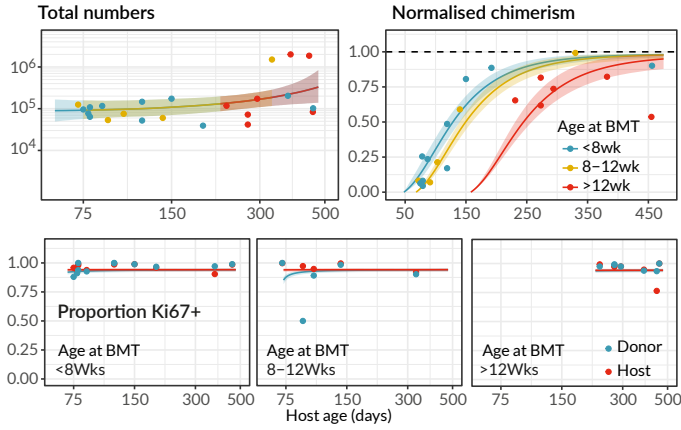 Total numbers
Normalised chimerism
10^6
10^5
10^4
75 150 300 500
1.00
0.75
0.50
0.25
0.00
Age at BMT
<8wk
8–12wk
>12wk
50 150 250 350 450
1.00
0.75
0.50
0.25
0.00
Proportion Ki67+
Age at BMT
<8Wks
75 150 300 500
Age at BMT
8–12Wks
75 150 300 500
Age at BMT
>12Wks
Donor
Host
75 150 300 500
Host age (days)